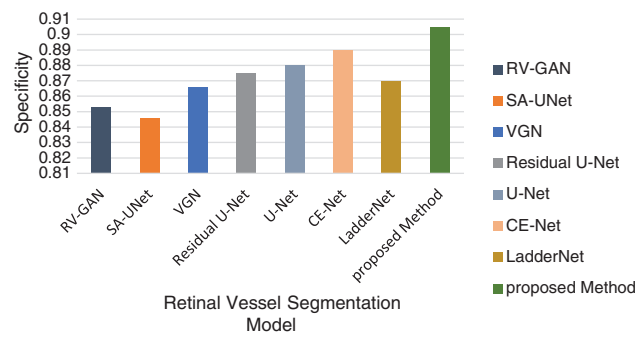 0.91
0.9
0.89
0.88
0.87
0.86
0.85
0.84
0.83
0.82
0.81
Specificity
RV-GAN
SA-UNet
VGN
Residual U-Net
U-Net
CE-Net
LadderNet
proposed Method
Retinal Vessel Segmentation
Model
RV-GAN
SA-UNet
VGN
Residual U-Net
U-Net
CE-Net
LadderNet
proposed Method